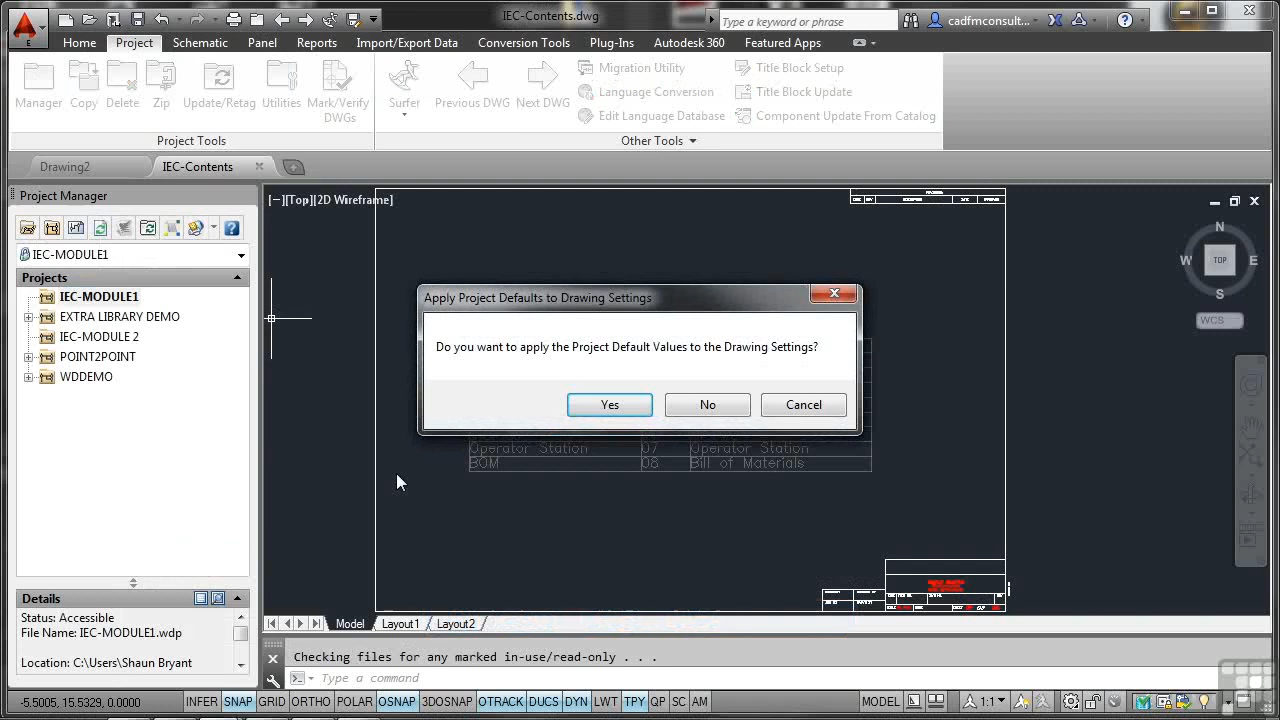 IEC-Contents.dwg
Type a keyword or phrase
cadfmconsult...
E
Home Project Schematic Panel Reports Import/Export Data Conversion Tools Plug-Ins Autodesk 360 Featured Apps
Manager Copy Delete Zip Update/Retag Utilities Mark/Verify DWGs
Surfer Previous DWG Next DWG
Migration Utility Title Block Setup
Language Conversion Title Block Update
Edit Language Database Component Update From Catalog
Project Tools Other Tools
Drawing2 IEC-Contents
Project Manager
IEC-MODULE1
Projects
IEC-MODULE1
EXTRA LIBRARY DEMO
IEC-MODULE 2
POINT2POINT
WDDEMO
Details
Status: Accessible
File Name: IEC-MODULE1.wdp
Location: C:\Users\Shaun Bryant
[−][Top][2D Wireframe]
N
W TOP E
S
WCS
Apply Project Defaults to Drawing Settings
Do you want to apply the Project Default Values to the Drawing Settings?
Yes No Cancel
Operator Station 07 Operator Station
BOM 08 Bill of Materials
Model Layout1 Layout2
Checking files for any marked in-use/read-only . . .
Type a command
-5.5005, 15.5329, 0.0000 INFER SNAP GRID ORTHO POLAR OSNAP 3DOSNAP OTRACK DUCS DYN LWT TPY QP SC AM MODEL 1:1